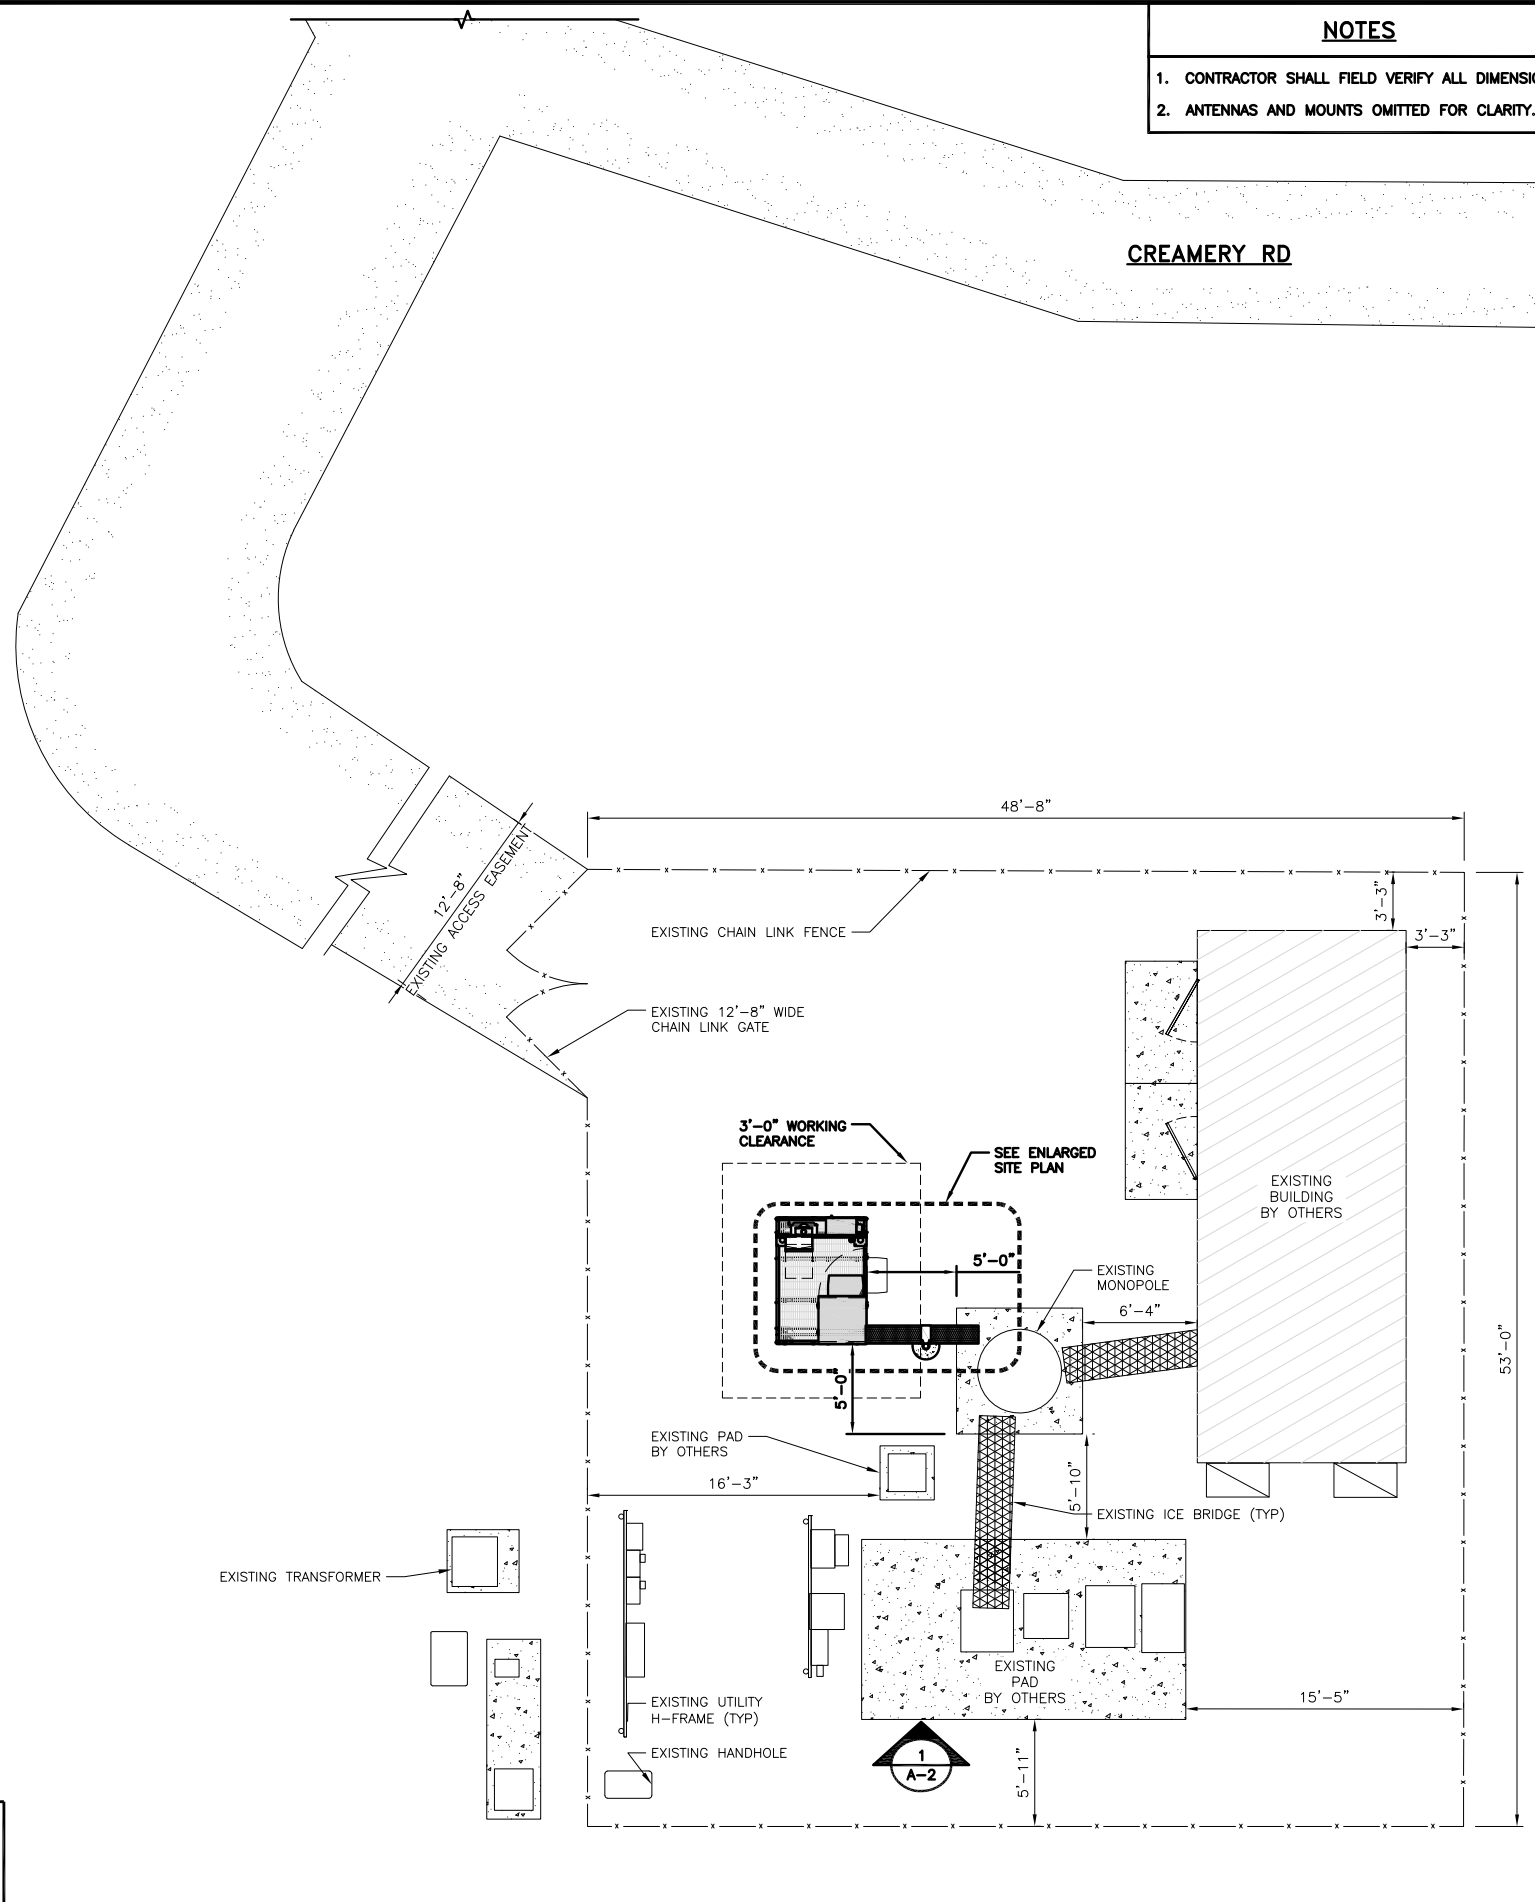 NOTES
1. CONTRACTOR SHALL FIELD VERIFY ALL
2. ANTENNAS AND MOUNTS OMITTED FOR CLARITY.
CREAMERY RD
48'-8"
12'-8"
EXISTING ACCESS EASEMENT
3'-3"
3'-3"
EXISTING CHAIN LINK FENCE
EXISTING 12'-8" WIDE
CHAIN LINK GATE
3'-0" WORKING
CLEARANCE
SEE ENLARGED
SITE PLAN
EXISTING
BUILDING
BY OTHERS
5'-0"
EXISTING
MONOPOLE
6'-4"
53'-0"
5'-0"
EXISTING PAD
BY OTHERS
16'-3"
5'-10"
EXISTING ICE BRIDGE (TYP)
EXISTING TRANSFORMER
EXISTING
PAD
BY OTHERS
15'-5"
EXISTING UTILITY
H-FRAME (TYP)
EXISTING HANDHOLE
1
A-2
5'-11"